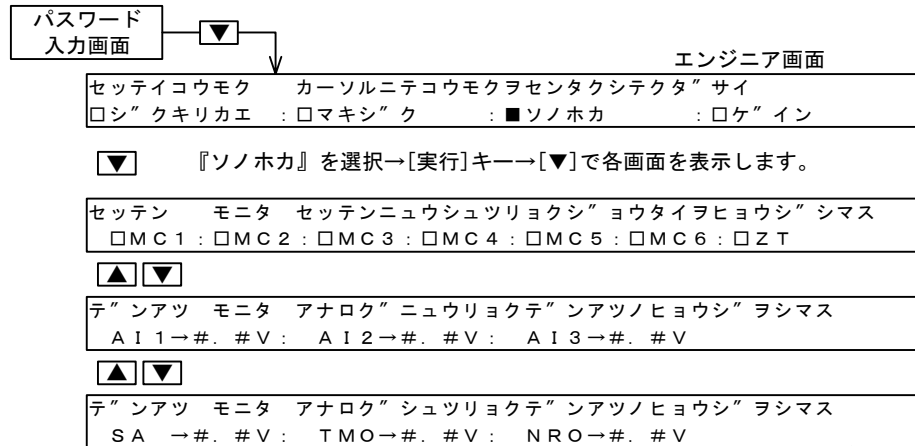 パスワード
入力画面
▼
エンジニア画面
セッテイコウモク カーソルニテコウモクヲセンタクシテクタ゛サイ
□シ゛クキリカエ :□マキシ゛ク :■ソノホカ :□ケ゛イン
▼ 『ソノホカ』を選択→[実行]キー→[▼]で各画面を表示します。
セッテン モニタ セッテンニュウシュツリョクシ゛ョウタイヲヒョウシ゛シマス
□MC1:□MC2:□MC3:□MC4:□MC5:□MC6:□ZT
▲ ▼
テ゛ンアツ モニタ アナロク゛ニュウリョクテ゛ンアツノヒョウシ゛ヲシマス
AI1→#.#V: AI2→#.#V: AI3→#.#V
▲ ▼
テ゛ンアツ モニタ アナロク゛シュツリョクテ゛ンアツノヒョウシ゛ヲシマス
SA →#.#V: TMO→#.#V: NRO→#.#V